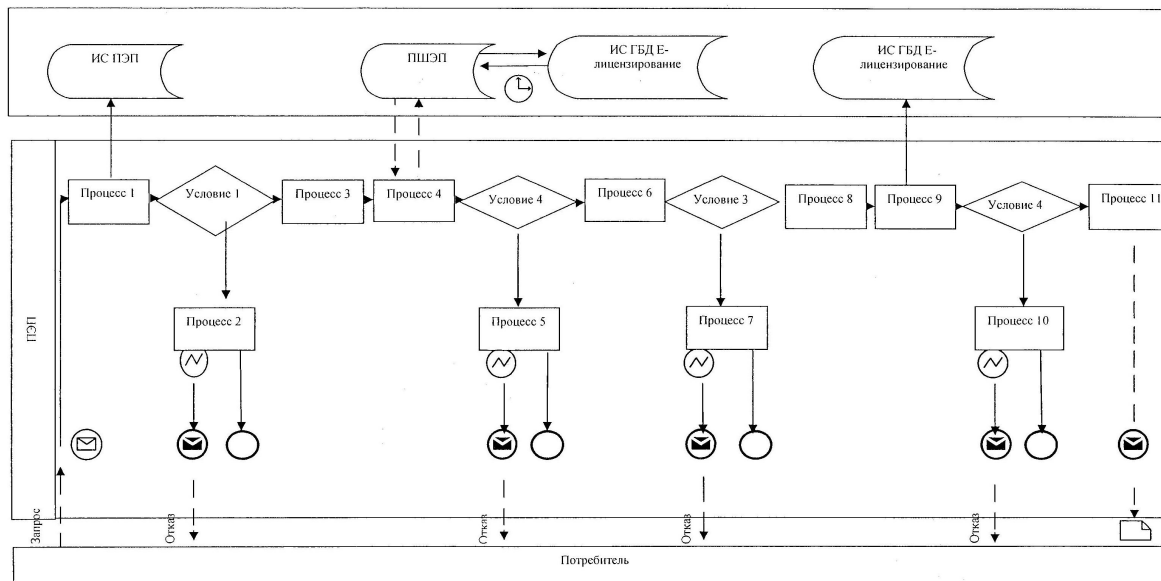 ИС ПЭП
ПШЭП
ИС ГБД Е-
лицензирование
ИС ГБД Е-
лицензирование
ПЭП
Процесс 1
Условие 1
Процесс 3
Процесс 4
Условие 4
Процесс 6
Условие 3
Процесс 8
Процесс 9
Условие 4
Процесс 11
Процесс 2
Процесс 5
Процесс 7
Процесс 10
Запрос
Отказ
Отказ
Отказ
Отказ
Потребитель